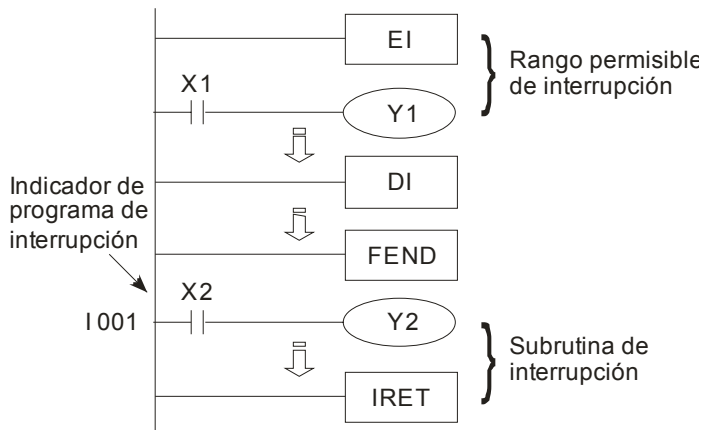 EI
Rango permisible
de interrupción
X1
Y1
DI
Indicador de
programa de
interrupción
FEND
X2
I 001
Y2
Subrutina de
interrupción
IRET